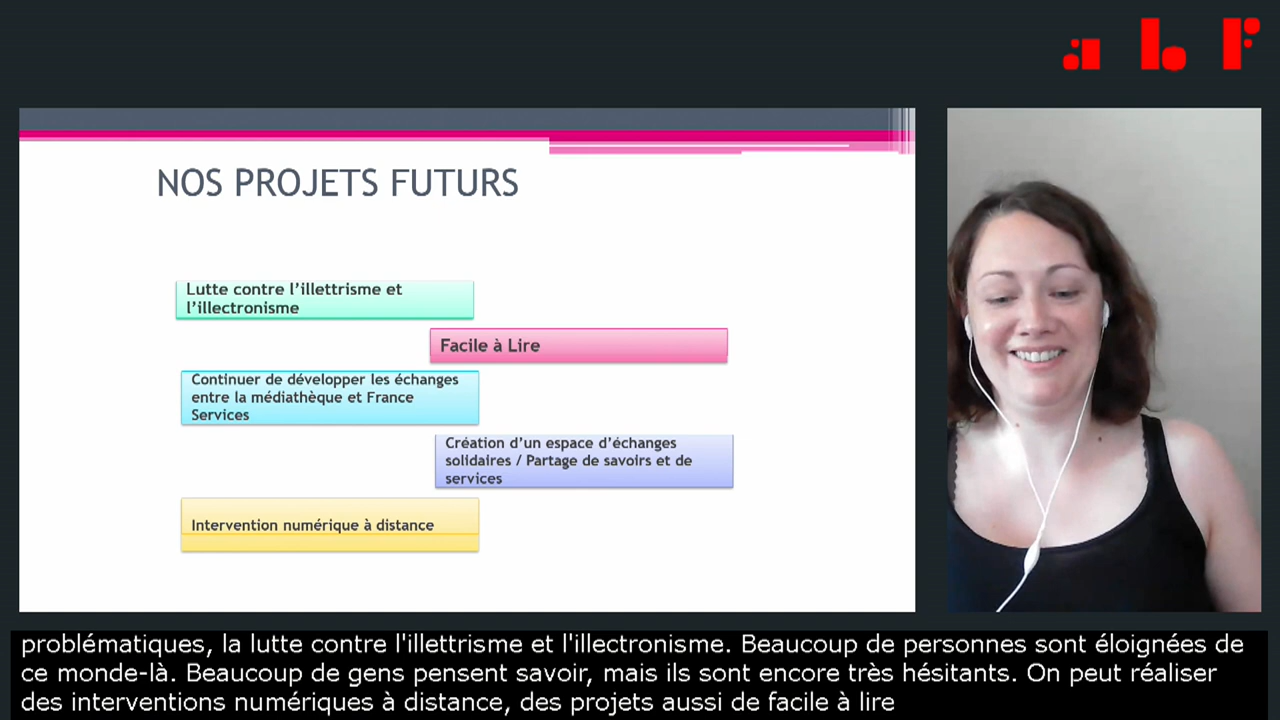 abf
NOS PROJETS FUTURS
Lutte contre l'illettrisme et
l'illectronisme
Facile à Lire
Continuer de développer les échanges
entre la médiathèque et France
Services
Création d'un espace d'échanges
solidaires / Partage de savoirs et de
services
Intervention numérique à distance
problématiques, la lutte contre l'illettrisme et l'illectronisme. Beaucoup de personnes sont éloignées de
ce monde-là. Beaucoup de gens pensent savoir, mais ils sont encore très hésitants. On peut réaliser
des interventions numériques à distance, des projets aussi de facile à lire